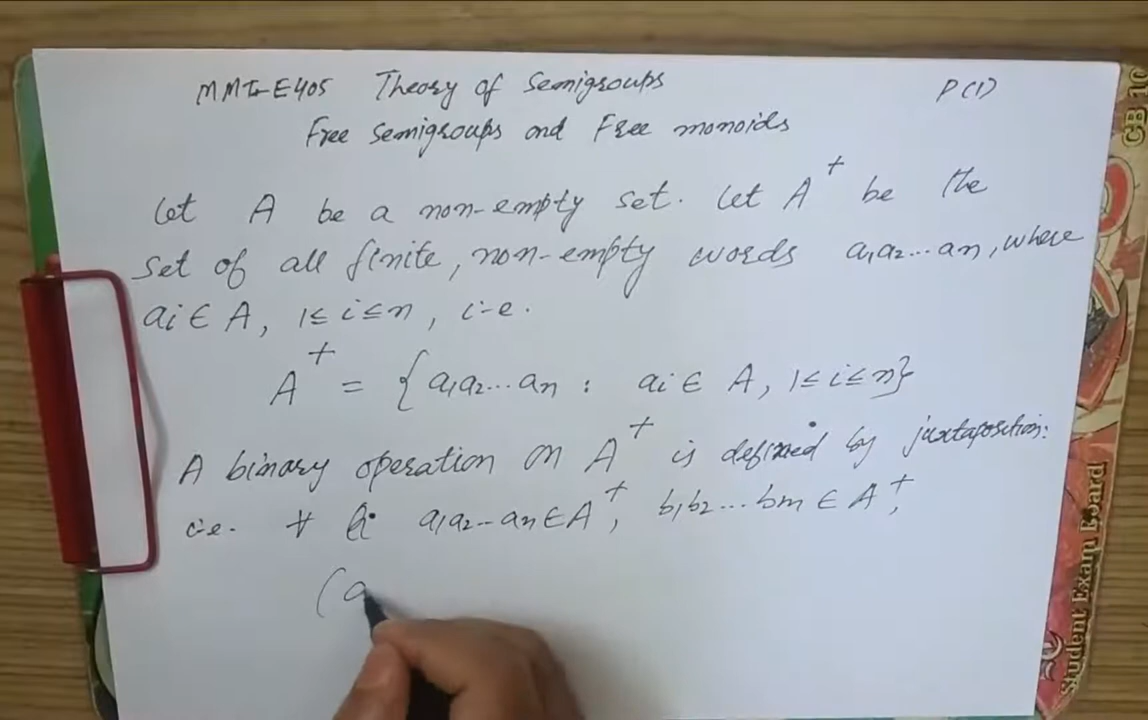 MMT-E405 Theory of Semigroups P(1)
Free Semigroups and Free monoids
Let A be a non-empty set. Let A⁺ be the
set of all finite, non-empty words a₁a₂...aₙ, where
aᵢ ∈ A, 1≤i≤n, i.e.
A⁺ = {a₁a₂...aₙ : aᵢ ∈ A, 1≤i≤n}
A binary operation on A⁺ is defined by juxtaposition:
i.e. ∀ a₁a₂...aₙ ∈ A⁺, b₁b₂...bₘ ∈ A⁺,
(a
Student Exam Board